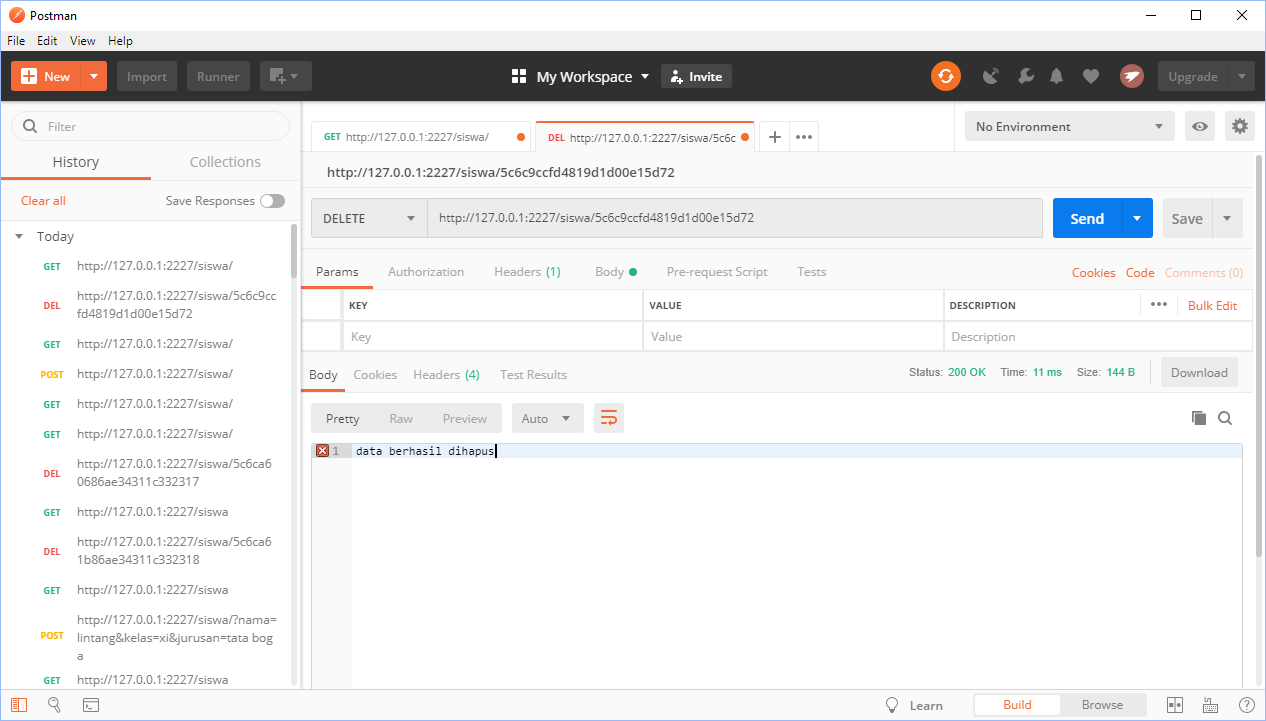 Postman
File Edit View Help
New Import Runner My Workspace Invite Upgrade
Filter
History Collections
Clear all Save Responses
Today
GET http://127.0.0.1:2227/siswa/
DEL http://127.0.0.1:2227/siswa/5c6c9cc
fd4819d1d00e15d72
GET http://127.0.0.1:2227/siswa/
POST http://127.0.0.1:2227/siswa/
GET http://127.0.0.1:2227/siswa/
GET http://127.0.0.1:2227/siswa/
DEL http://127.0.0.1:2227/siswa/5c6ca6
0686ae34311c332317
GET http://127.0.0.1:2227/siswa
DEL http://127.0.0.1:2227/siswa/5c6ca6
1b86ae34311c332318
GET http://127.0.0.1:2227/siswa
POST http://127.0.0.1:2227/siswa/?nama=
lintang&kelas=xi&jurusan=tata bog
a
GET http://127.0.0.1:2227/siswa
GET http://127.0.0.1:2227/siswa/ DEL http://127.0.0.1:2227/siswa/5c6c No Environment
http://127.0.0.1:2227/siswa/5c6c9ccfd4819d1d00e15d72
DELETE http://127.0.0.1:2227/siswa/5c6c9ccfd4819d1d00e15d72 Send Save
Params Authorization Headers (1) Body Pre-request Script Tests Cookies Code Comments (0)
KEY VALUE DESCRIPTION Bulk Edit
Key Value Description
Body Cookies Headers (4) Test Results Status: 200 OK Time: 11 ms Size: 144 B Download
Pretty Raw Preview Auto
1 data berhasil dihapus
Learn Build Browse